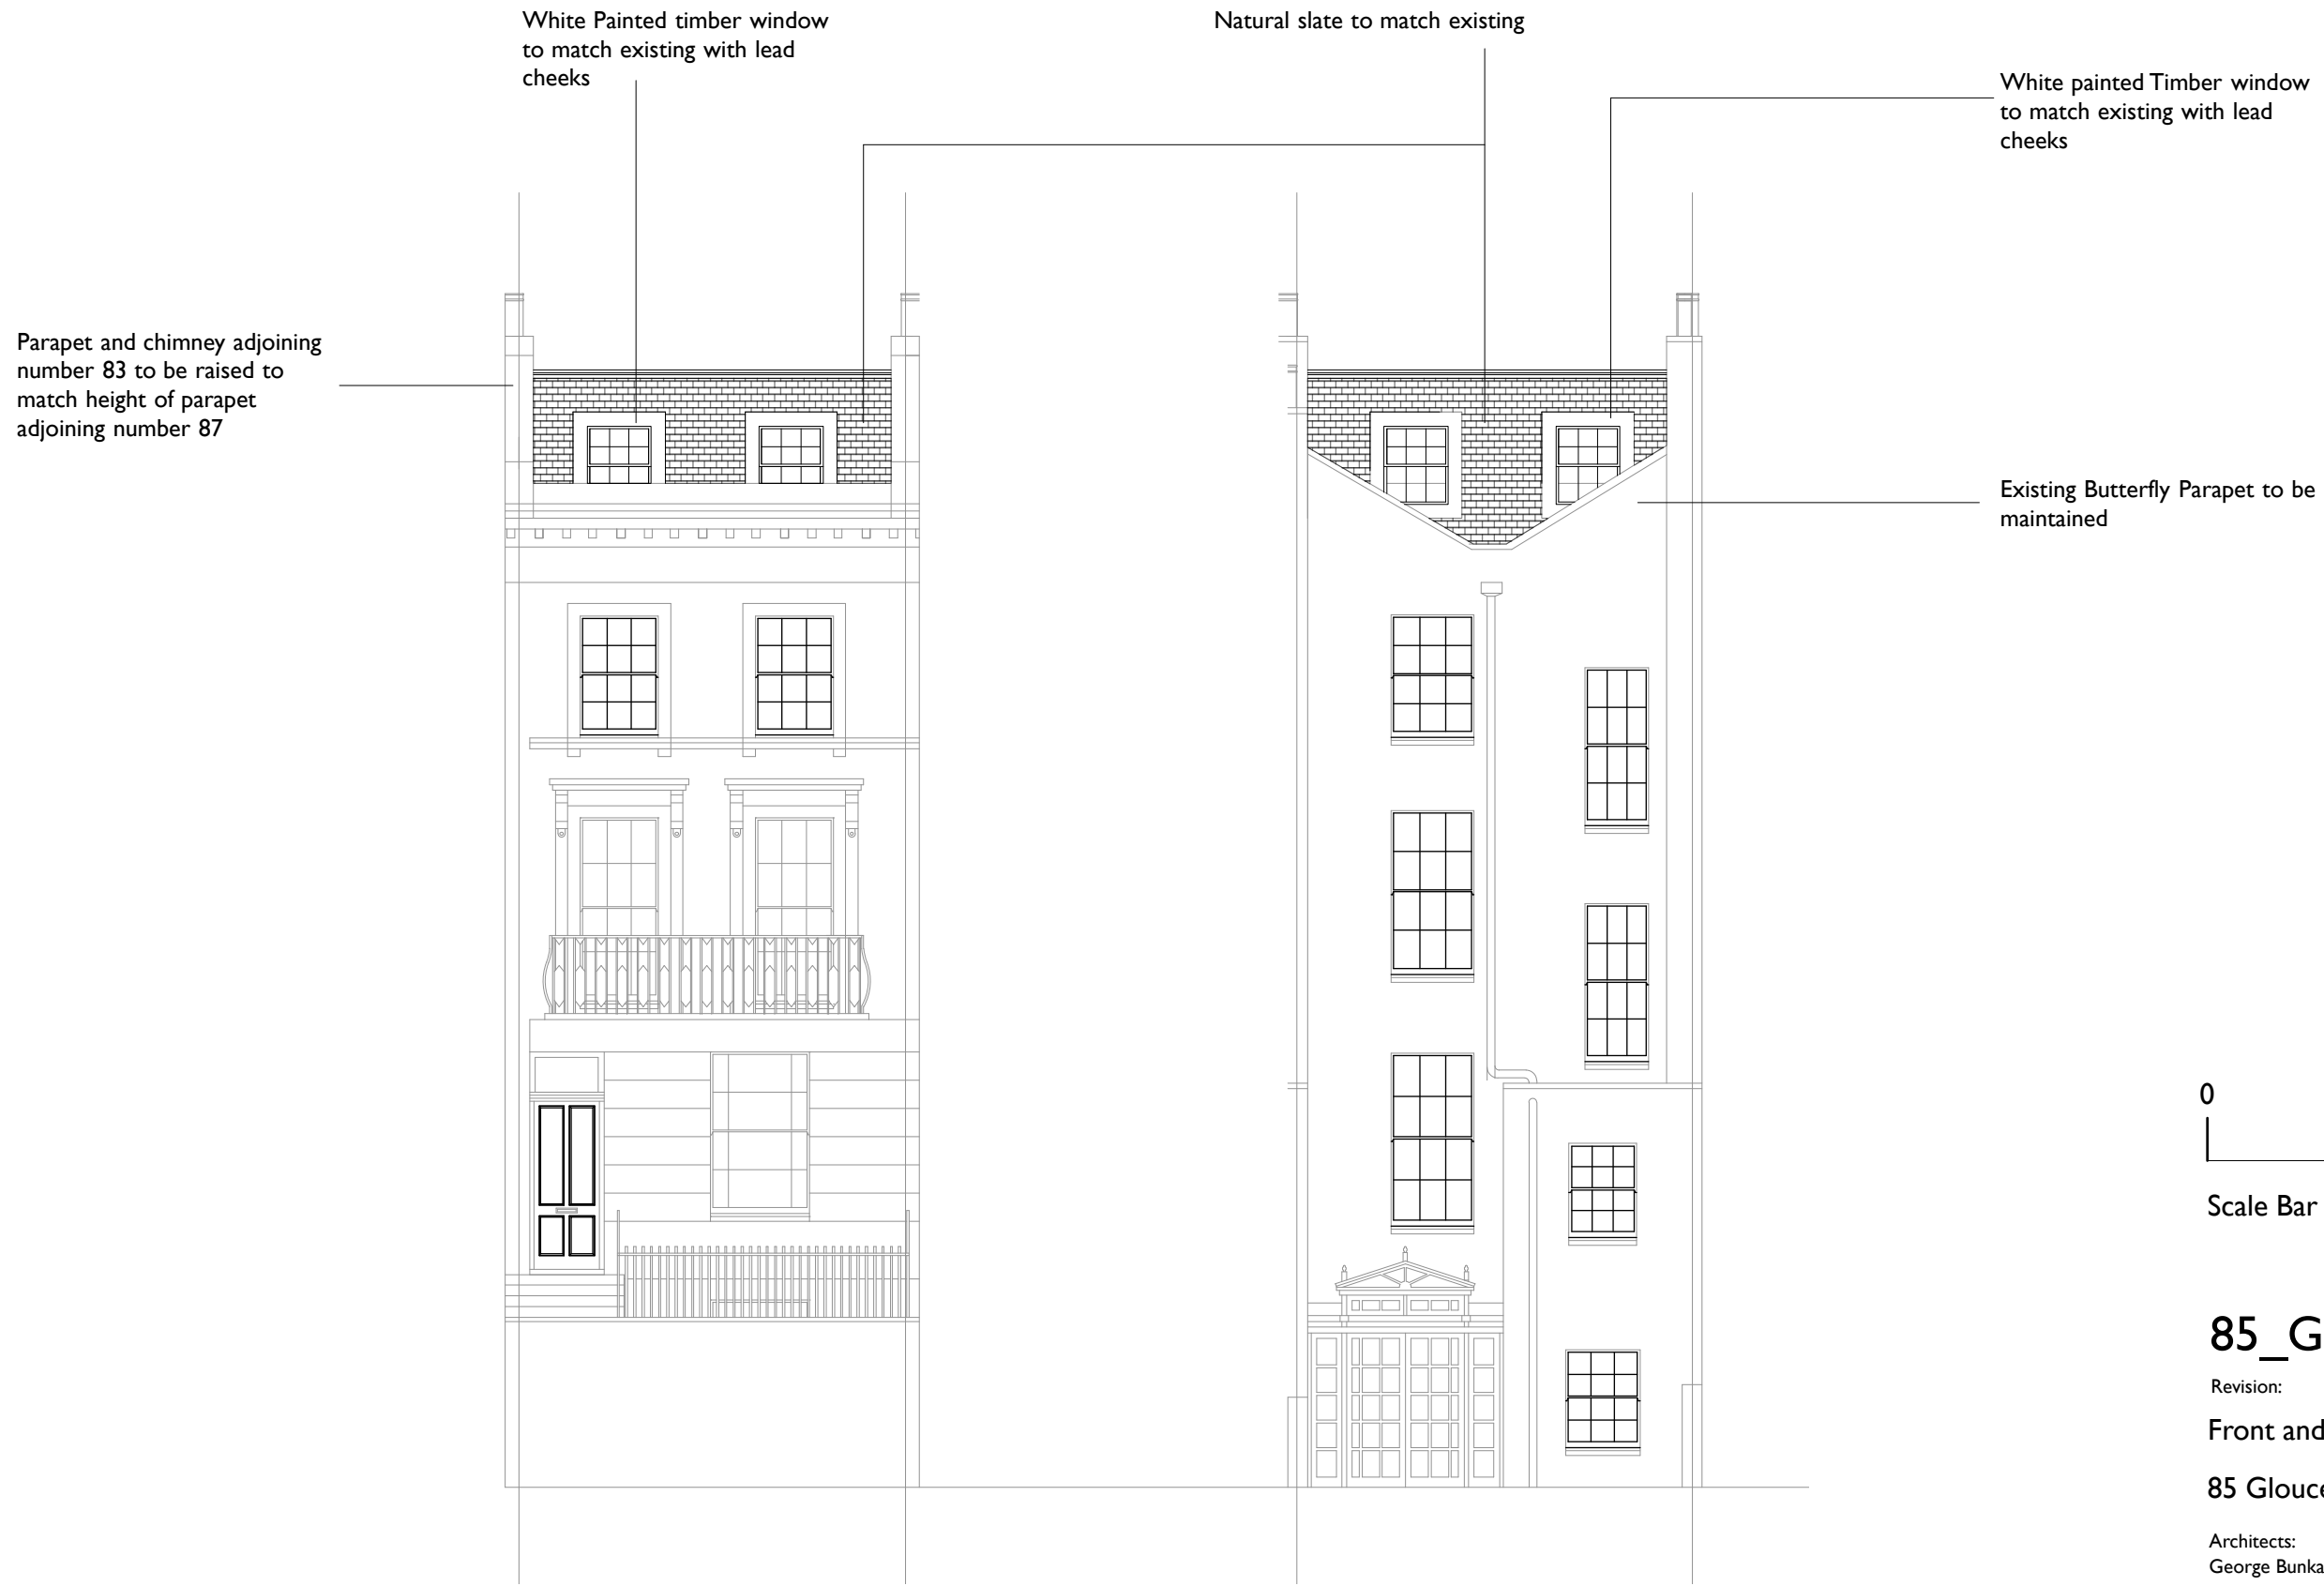 White Painted timber window
to match existing with lead
cheeks
Natural slate to match existing
White painted Timber window
to match existing with lead
cheeks
Parapet and chimney adjoining
number 83 to be raised to
match height of parapet
adjoining number 87
Existing Butterfly Parapet to be
maintained
0
Scale Bar
85_G
Revision:
Front and
85 Glouce
Architects:
George Bunka